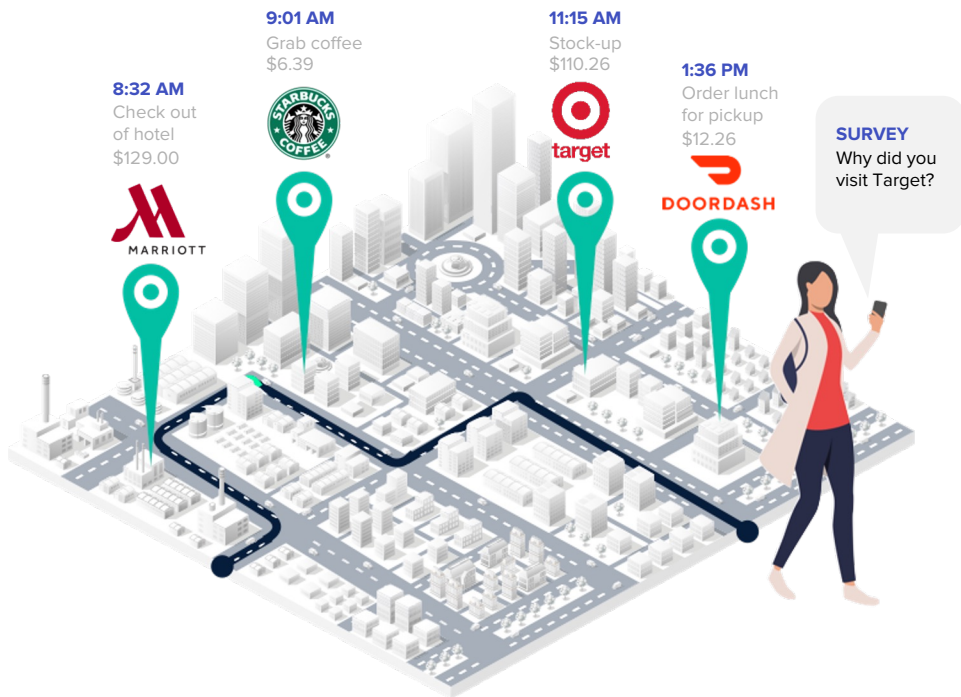 9:01 AM
Grab coffee
$6.39
STARBUCKS
COFFEE
11:15 AM
Stock-up
$110.26
target
8:32 AM
Check out
of hotel
$129.00
MARRIOTT
1:36 PM
Order lunch
for pickup
$12.26
DOORDASH
SURVEY
Why did you
visit Target?